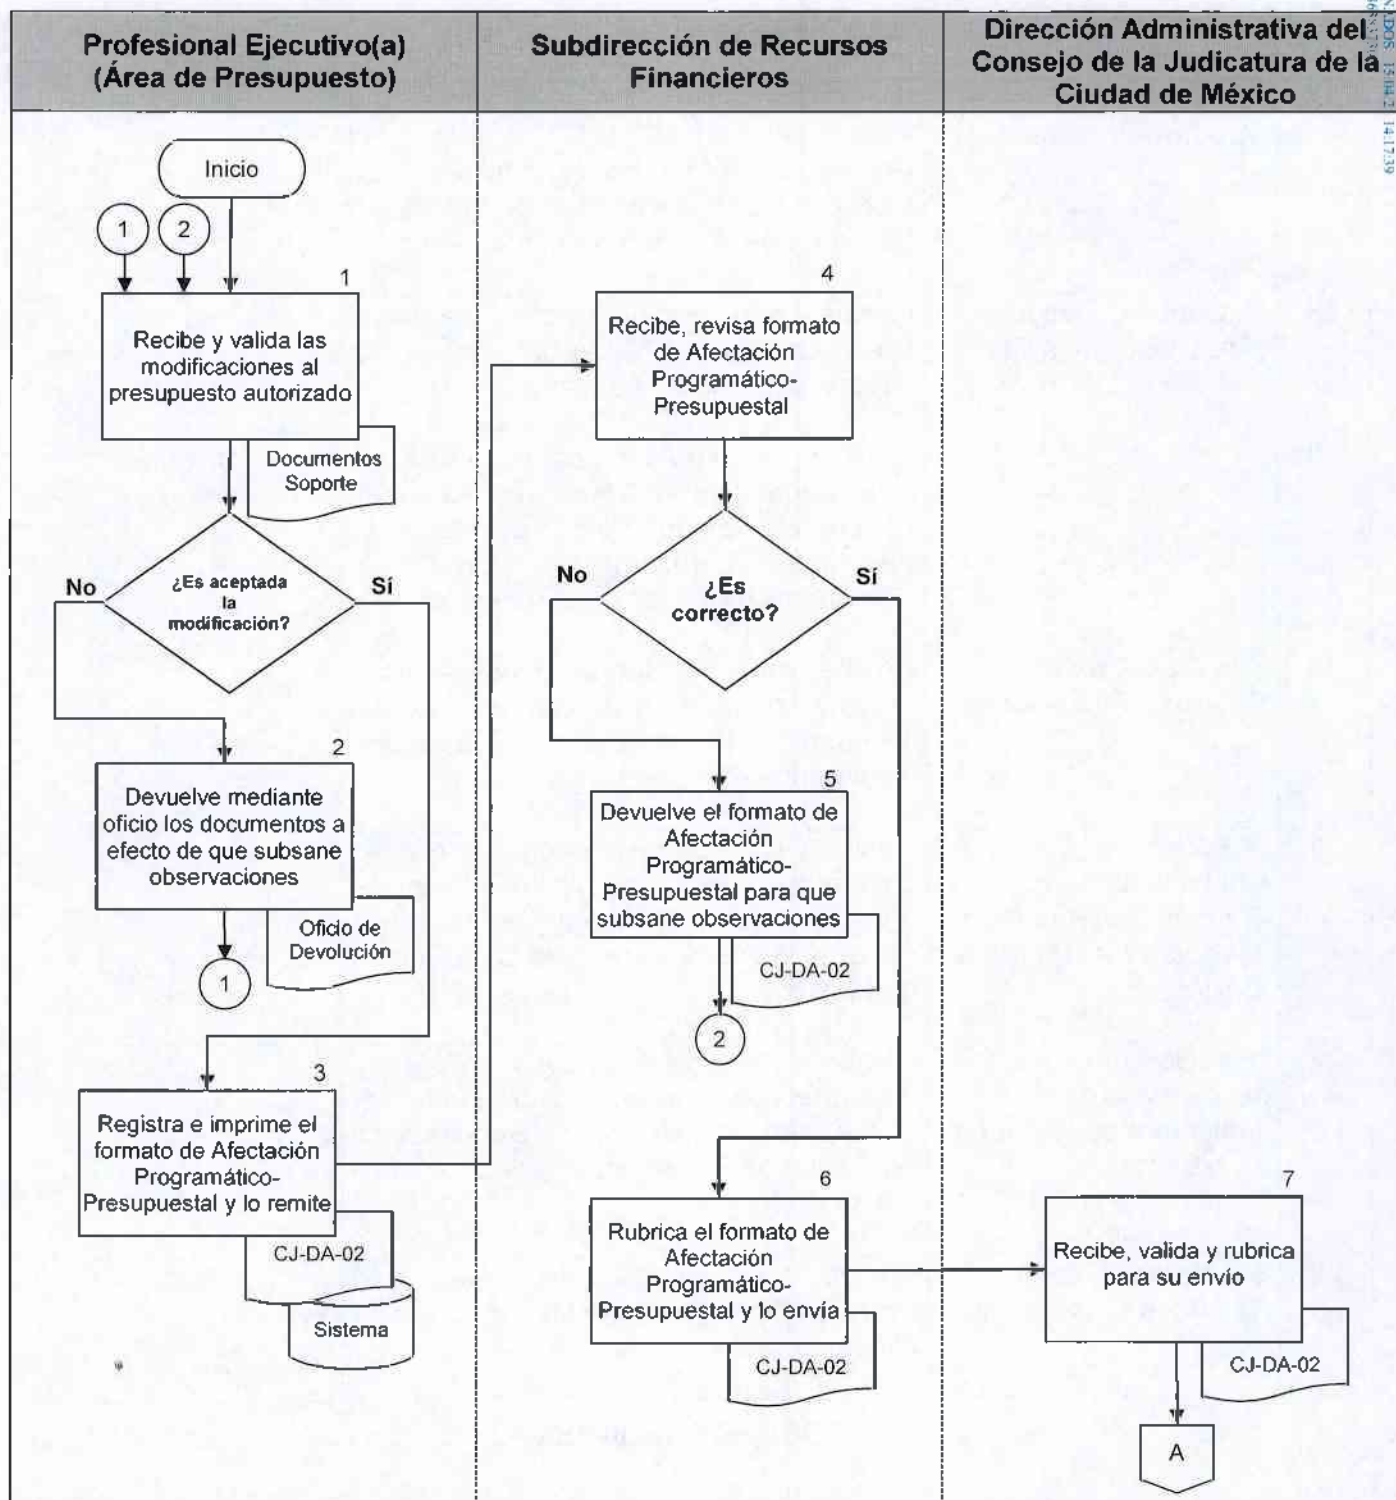 Profesional Ejecutivo(a)
(Área de Presupuesto)
Subdirección de Recursos
Financieros
Dirección Administrativa del
Consejo de la Judicatura de la
Ciudad de México
14:17:39
Inicio
1
2
1
Recibe y valida las
modificaciones al
presupuesto autorizado
Documentos
Soporte
¿Es aceptada
la
modificación?
No
Sí
2
Devuelve mediante
oficio los documentos a
efecto de que subsane
observaciones
Oficio de
Devolución
1
3
Registra e imprime el
formato de Afectación
Programático-
Presupuestal y lo remite
CJ-DA-02
Sistema
4
Recibe, revisa formato
de Afectación
Programático-
Presupuestal
No
¿Es
correcto?
Sí
5
Devuelve el formato de
Afectación
Programático-
Presupuestal para que
subsane observaciones
CJ-DA-02
2
6
Rubrica el formato de
Afectación
Programático-
Presupuestal y lo envía
CJ-DA-02
7
Recibe, valida y rubrica
para su envío
CJ-DA-02
A